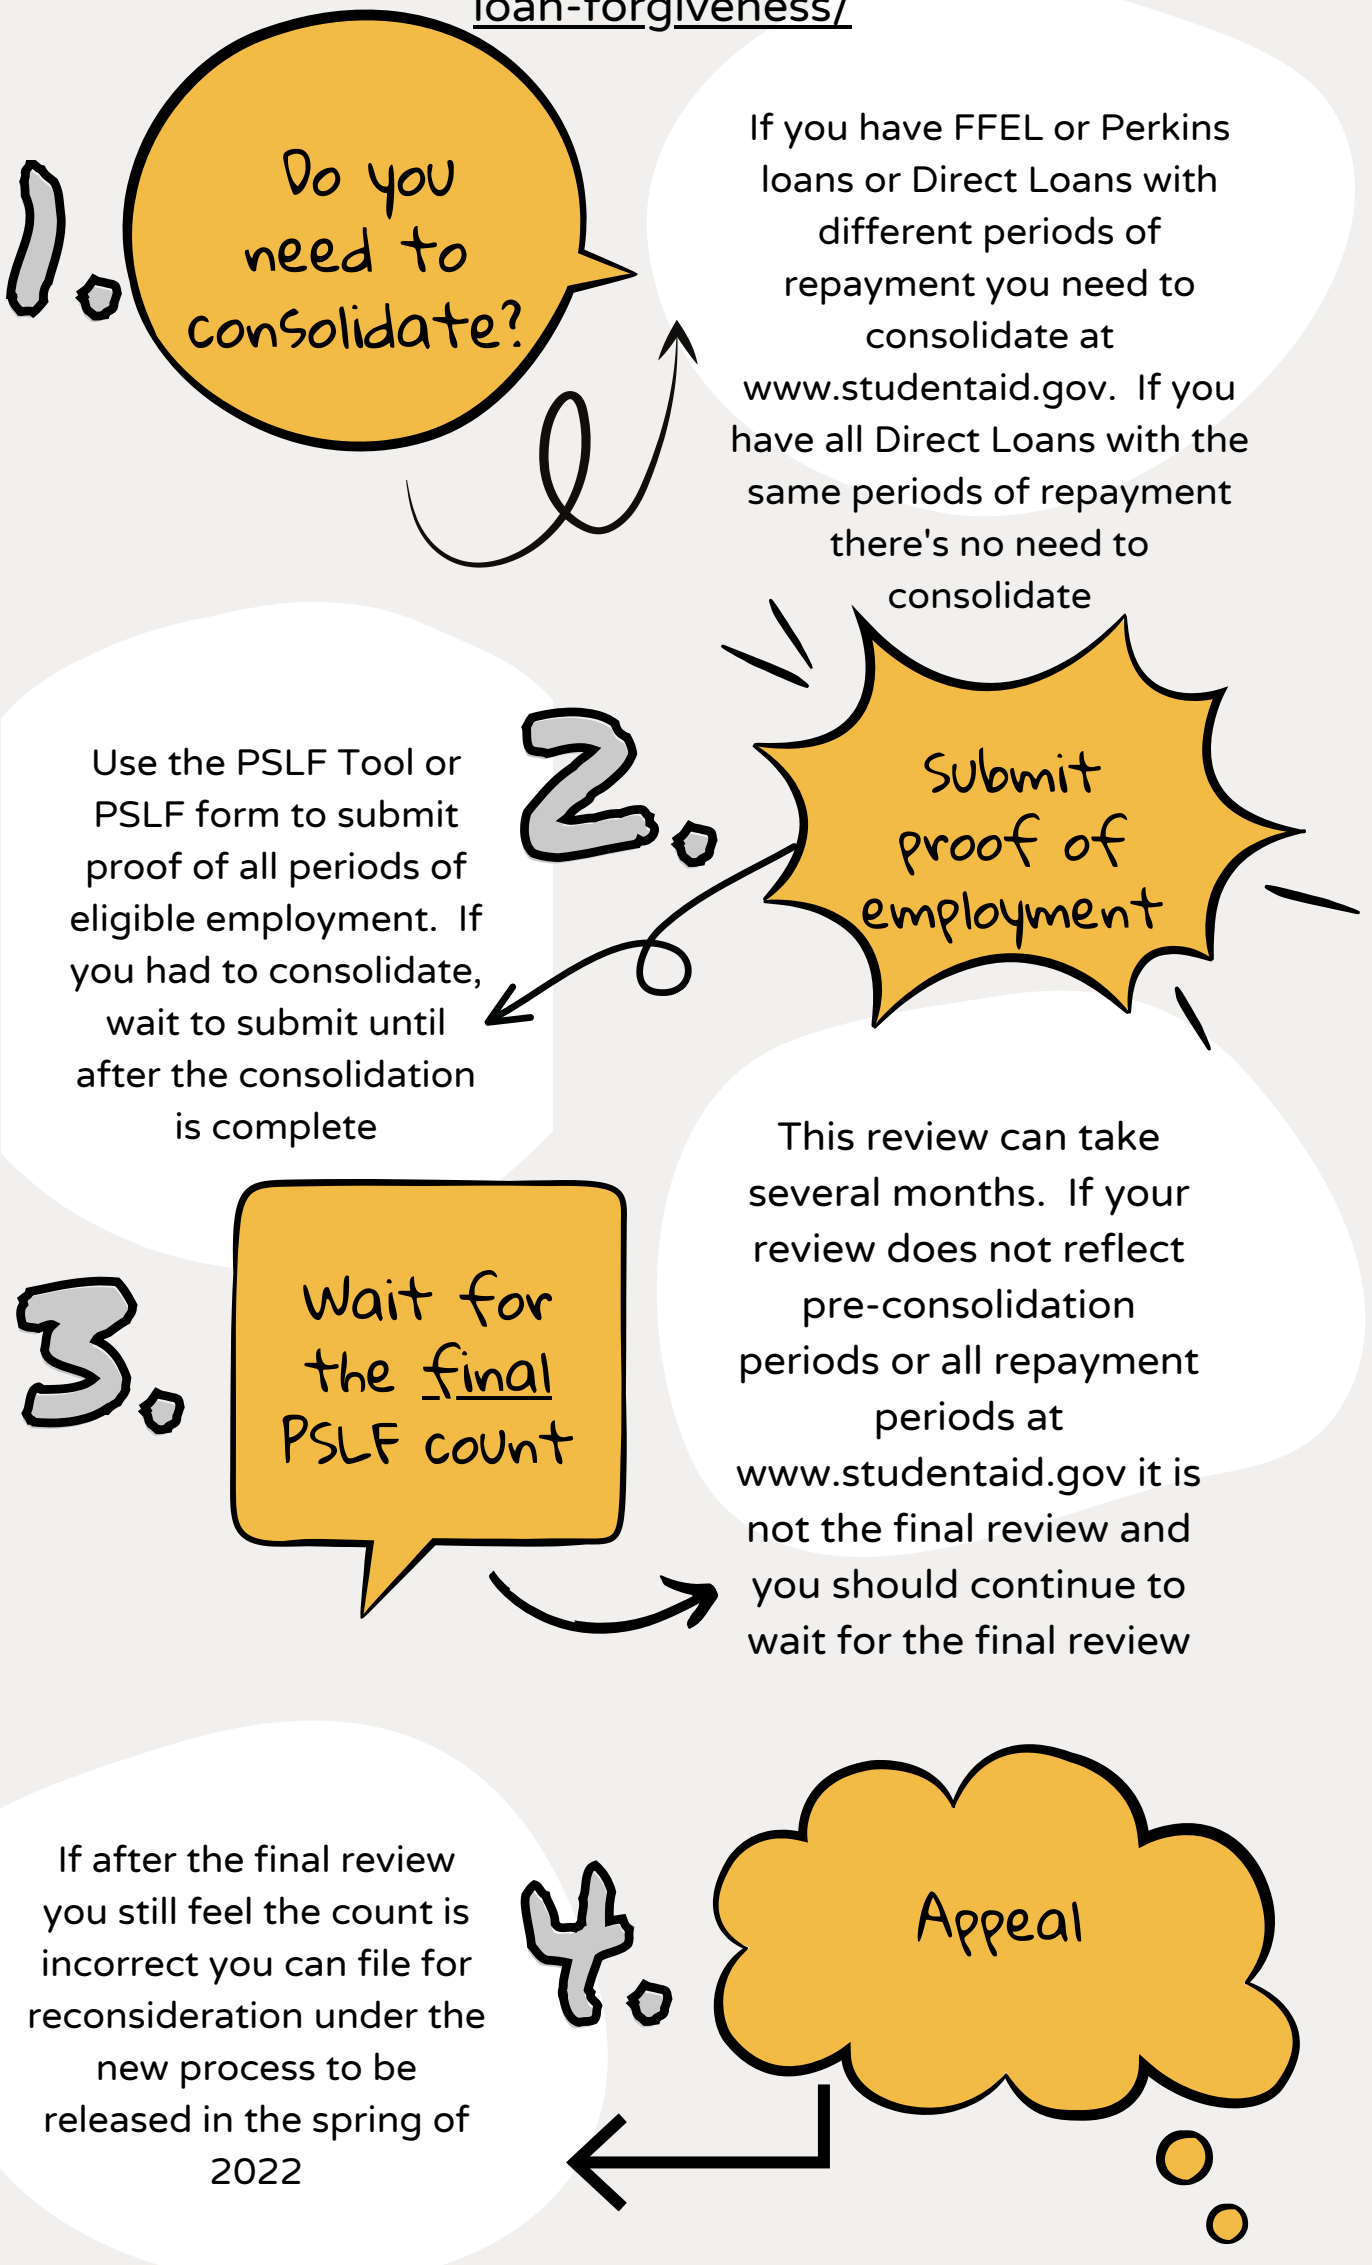 loan-forgiveness/
1.
Do you
need to
consolidate?
If you have FFEL or Perkins
loans or Direct Loans with
different periods of
repayment you need to
consolidate at
www.studentaid.gov.  If you
have all Direct Loans with the
same periods of repayment
there's no need to
consolidate
2.
Submit
proof of
employment
Use the PSLF Tool or
PSLF form to submit
proof of all periods of
eligible employment.  If
you had to consolidate,
wait to submit until
after the consolidation
is complete
3.
Wait for
the final
PSLF count
This review can take
several months.  If your
review does not reflect
pre-consolidation
periods or all repayment
periods at
www.studentaid.gov it is
not the final review and
you should continue to
wait for the final review
4.
Appeal
If after the final review
you still feel the count is
incorrect you can file for
reconsideration under the
new process to be
released in the spring of
2022